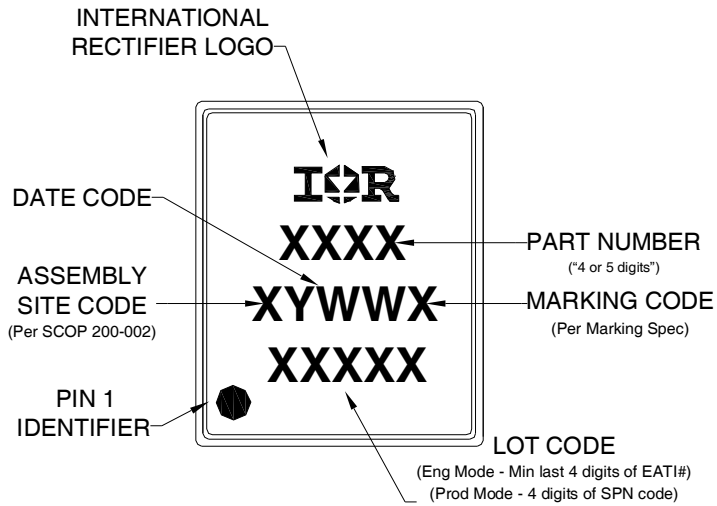 INTERNATIONAL
RECTIFIER LOGO
IOR
DATE CODE
XXXX
PART NUMBER
("4 or 5 digits")
ASSEMBLY
SITE CODE
(Per SCOP 200-002)
XYWWX
MARKING CODE
(Per Marking Spec)
XXXXX
PIN 1
IDENTIFIER
LOT CODE
(Eng Mode - Min last 4 digits of EATI#)
(Prod Mode - 4 digits of SPN code)